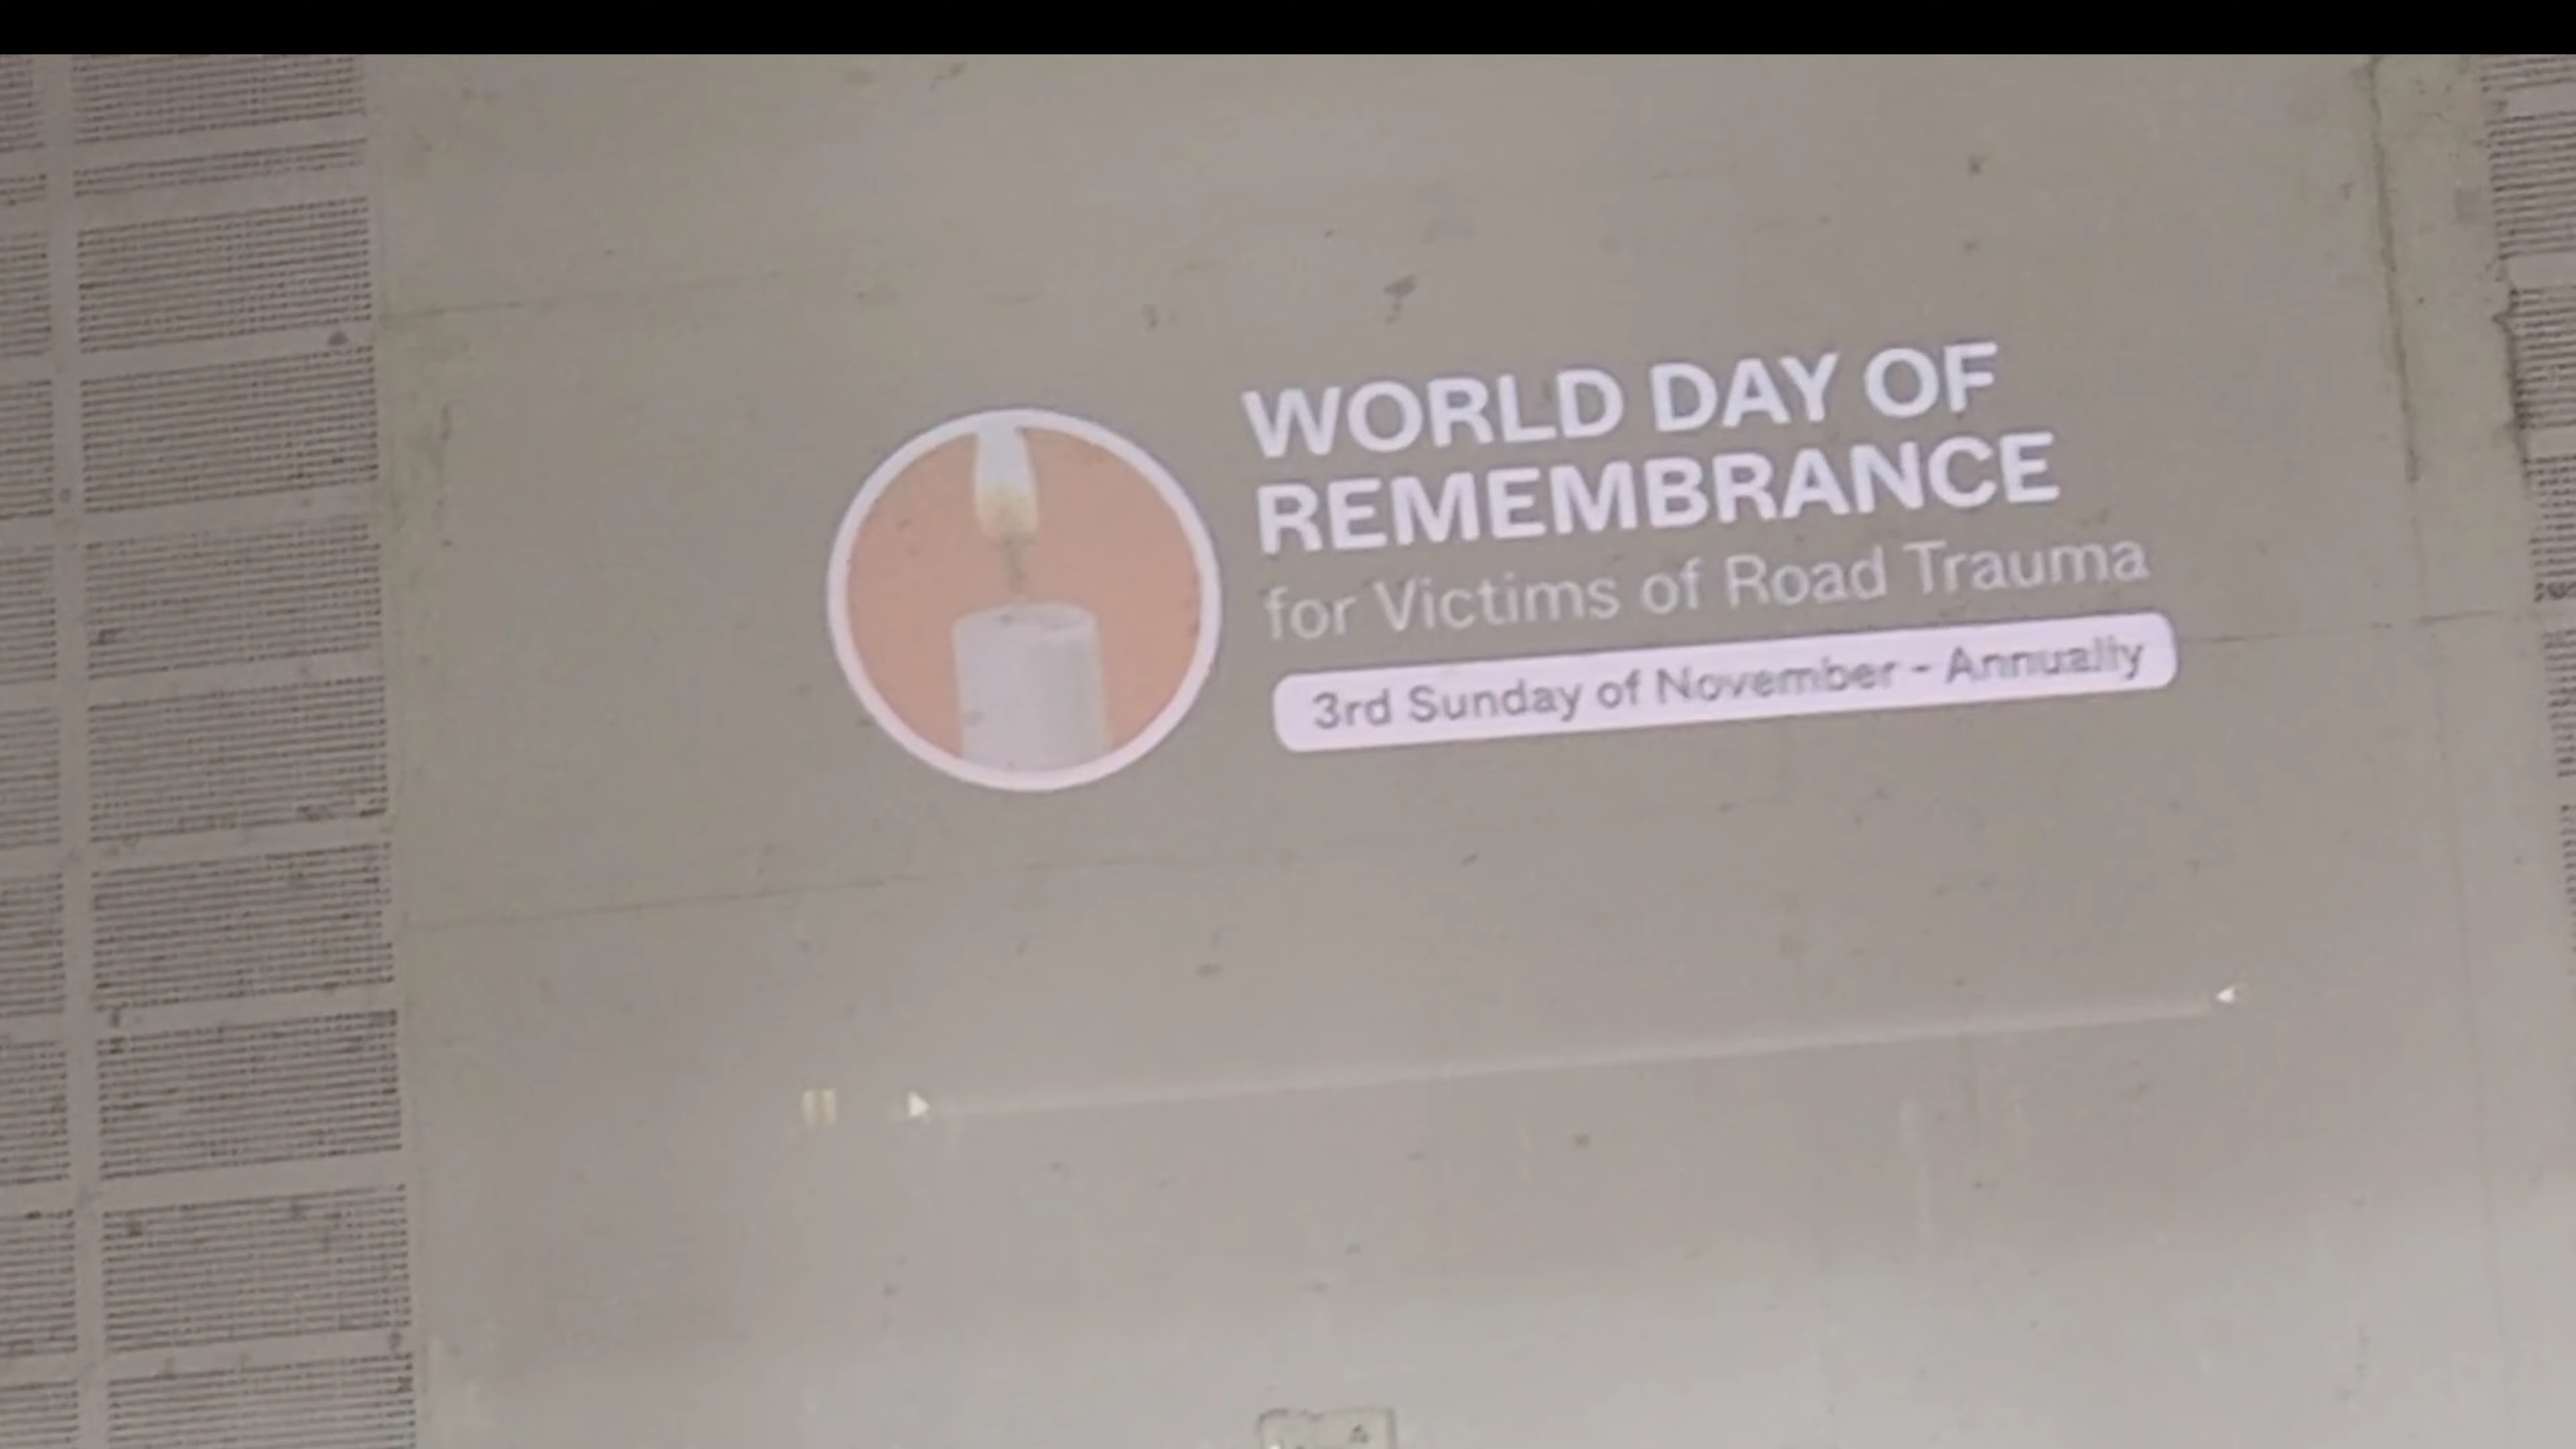 WORLD DAY OF
REMEMBRANCE
for Victims of Road Trauma
3rd Sunday of November - Annually